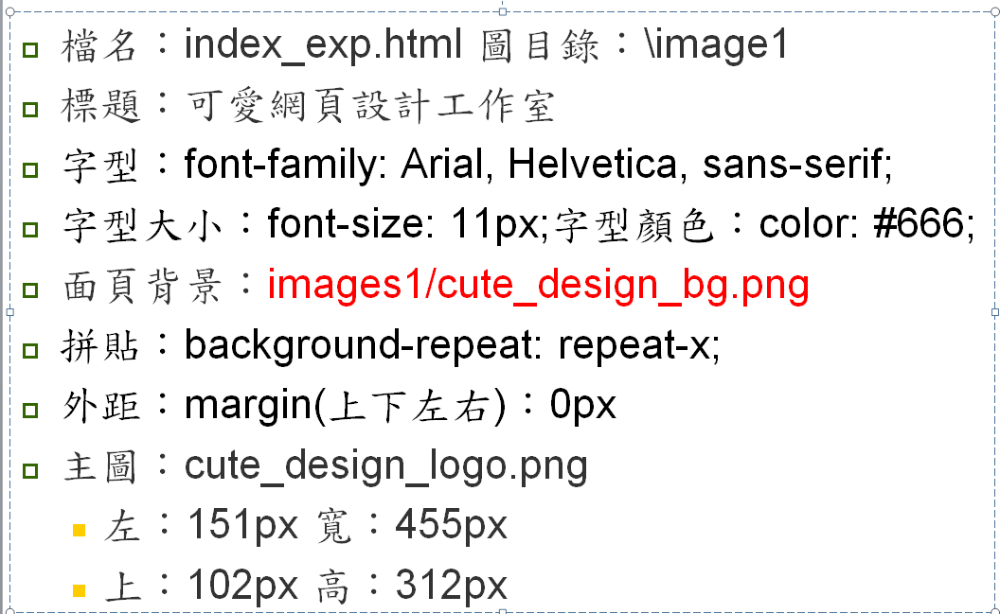 檔名：index_exp.html 圖目錄：\image1
標題：可愛網頁設計工作室
字型：font-family: Arial, Helvetica, sans-serif;
字型大小：font-size: 11px;字型顏色：color: #666;
面頁背景：images1/cute_design_bg.png
拼貼：background-repeat: repeat-x;
外距：margin(上下左右)：0px
主圖：cute_design_logo.png
左：151px 寬：455px
上：102px 高：312px